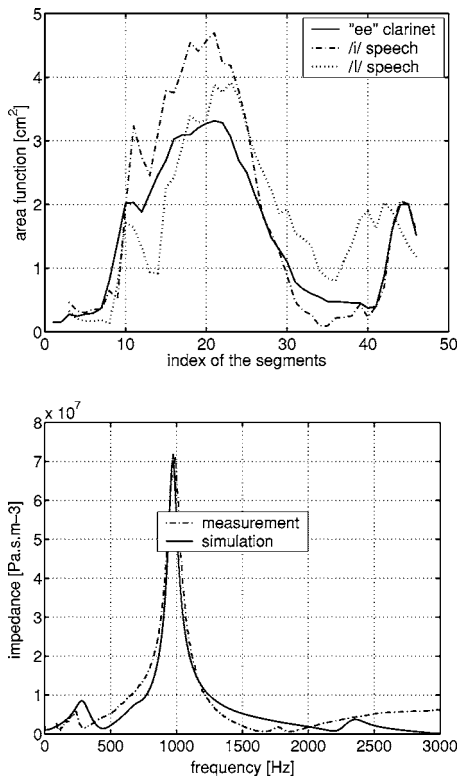 "ee" clarinet
/i/ speech
/I/ speech
area function [cm²]
5
4
3
2
1
0
0 10 20 30 40 50
index of the segments
x 10⁷
8
7
6
5
4
3
2
1
0
measurement
simulation
impedance [Pa.s.m–3]
0 500 1000 1500 2000 2500 3000
frequency [Hz]